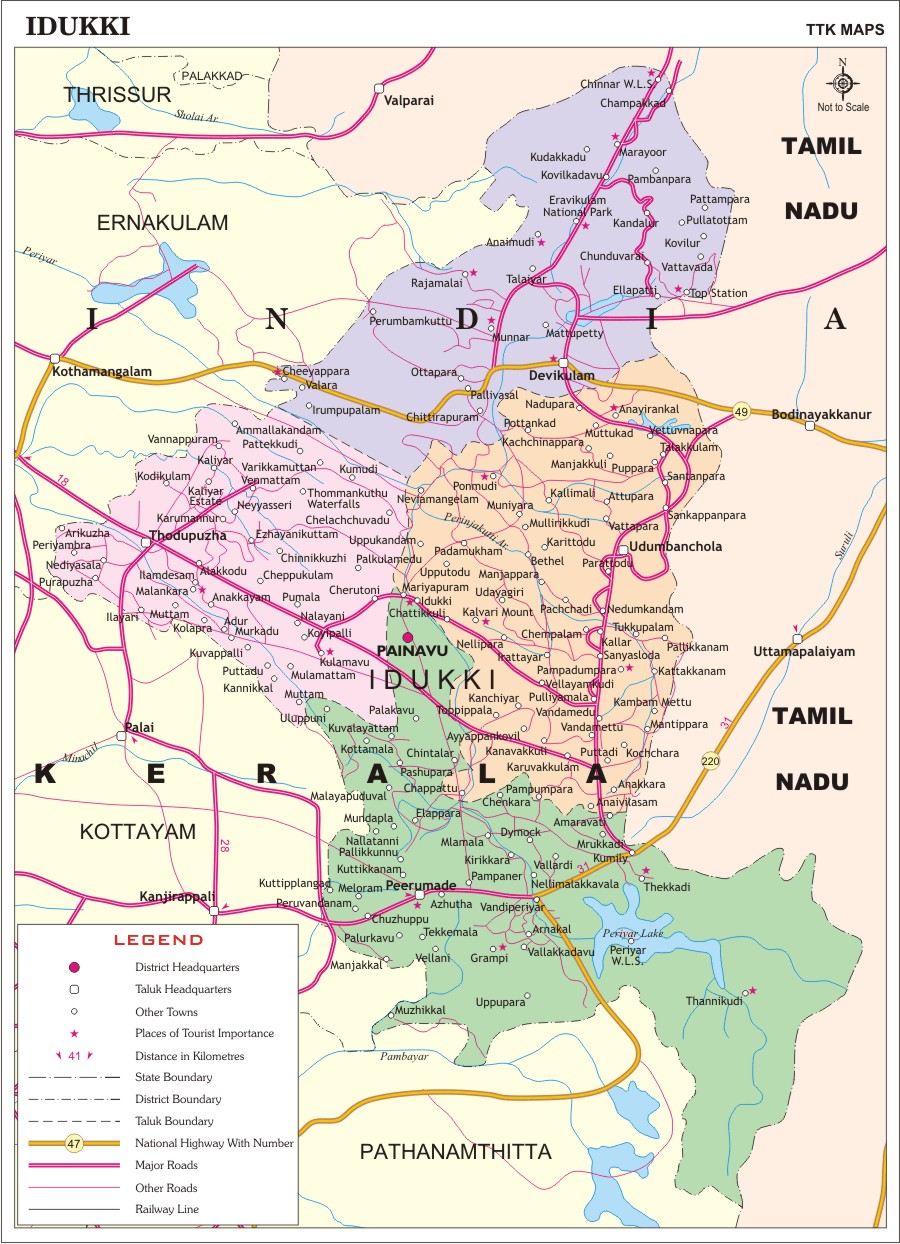 IDUKKI
TTK MAPS
THRISSUR
PALAKKAD
Sholai Ar
Valparai
Chinnar W.L.S.
Champakkad
N
Not to Scale
TAMIL
NADU
Kudakkadu
Marayoor
Kovilkadavu
Pambanpara
Eravikulam
National Park
Pattampara
Kandalur
Pullatottam
ERNAKULAM
Periyar
Anaimudi
Kovilur
Chunduvarai
Vattavada
Rajamalai
Talaiyar
Ellapatti
Top Station
I
N
D
I
A
Perumbamkuttu
Munnar
Mattupetty
Kothamangalam
Cheeyappara
Valara
Ottapara
Devikulam
Pallivasal
Irumpupalam
Chittirapuram
Nadupara
Anayirankal
49
Bodinayakkanur
Ammallakandam
Pottankad
Muttukad
Vettuvnapara
Vannappuram
Pattekkudi
Kachchinappara
Talakkulam
Kaliyar
Varikkamuttan
Kumudi
Manjakkuli
Puppara
Kodikulam
Venmattam
Ponmudi
Santanpara
18
Kaliyar
Estate
Thommankuthu
Waterfalls
Nevlamangelam
Kallimali
Attupara
Neyyasseri
Muniyara
Karumannur
Chelachchuvadu
Perinjakutti Ar
Sankappanpara
Arikuzha
Mullirikkudi
Vattapara
Thodupuzha
Ezhayanikuttam
Uppukandam
Periyambra
Padamukham
Karittodu
Udumbanchola
Suruli
Nediyasala
Chinnikkuzhi
Palkulamedu
Bethel
Parattodu
Ilamdesam
Alakkodu
Upputodu
Purapuzha
Cheppukulam
Manjappara
Malankara
Cherutoni
Mariyapuram
Udayagiri
Anakkayam
Pumala
Idukki
Ilayari
Muttam
Chattikkuli
Kalvari Mount
Pachchadi
Nedumkandam
Adur
Nalayani
Kolapra
Murkadu
Koyipalli
Chempalam
Tukkupalam
PAINAVU
Nellipara
Kallar
Pallikkanam
Kuvappalli
Kulamavu
Irattayar
Sanyasloda
Uttamapalaiyam
Puttadu
Mulamattam
Pampadumpara
Kattakkanam
IDUKKI
Kannikkal
Vellayamkudi
Muttam
Kanchiyar
Pulliyamala
Kambam Mettu
Uluppuni
Palakavu
Toppippala
Vandamedu
TAMIL
NADU
31
Palai
Kuvalayattam
Ayyappankovil
Vandamettu
Mantippara
Minachil
Kottamala
Chintalar
Kanavakkuli
Puttadi
Kochchara
220
K
E
R
A
L
A
Pashupara
Karuvakkulam
Malayapuduval
Chappattu
Pampumpara
Anakkara
Chenkara
Anaivilasam
KOTTAYAM
28
Mundapla
Elappara
Amaravati
Nallatanni
Mlamala
Dymock
Mrukkadi
Pallikkunnu
Kirikkara
Vallardi
Kumily
Kuttikkanam
31
Kuttipplangad
Meloram
Peerumade
Pampaner
Nellimalakkavala
Thekkadi
Kanjirappali
Peruvandanam
Azhutha
Vandiperiyar
Chuzhuppu
Palurkavu
Tekkemala
Arnakal
Periyar Lake
Manjakkal
Vellani
Grampi
Vallakkadavu
Periyar
W.L.S.
Uppupara
Thannikudi
Muzhikkal
Pambayar
PATHANAMTHITTA
LEGEND
District Headquarters
Taluk Headquarters
Other Towns
Places of Tourist Importance
41
Distance in Kilometres
State Boundary
District Boundary
Taluk Boundary
47
National Highway With Number
Major Roads
Other Roads
Railway Line